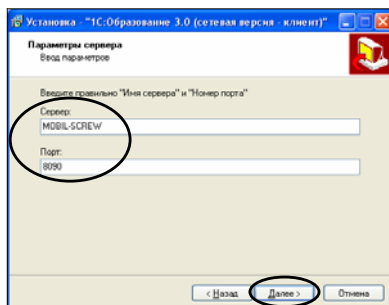 Установка - "1С:Образование 3.0 (сетевая версия - клиент)"
Параметры сервера
Ввод параметров
Введите правильно "Имя сервера" и "Номер порта"
Сервер:
MOBIL-SCREW
Порт:
8090
< Назад
Далее >
Отмена